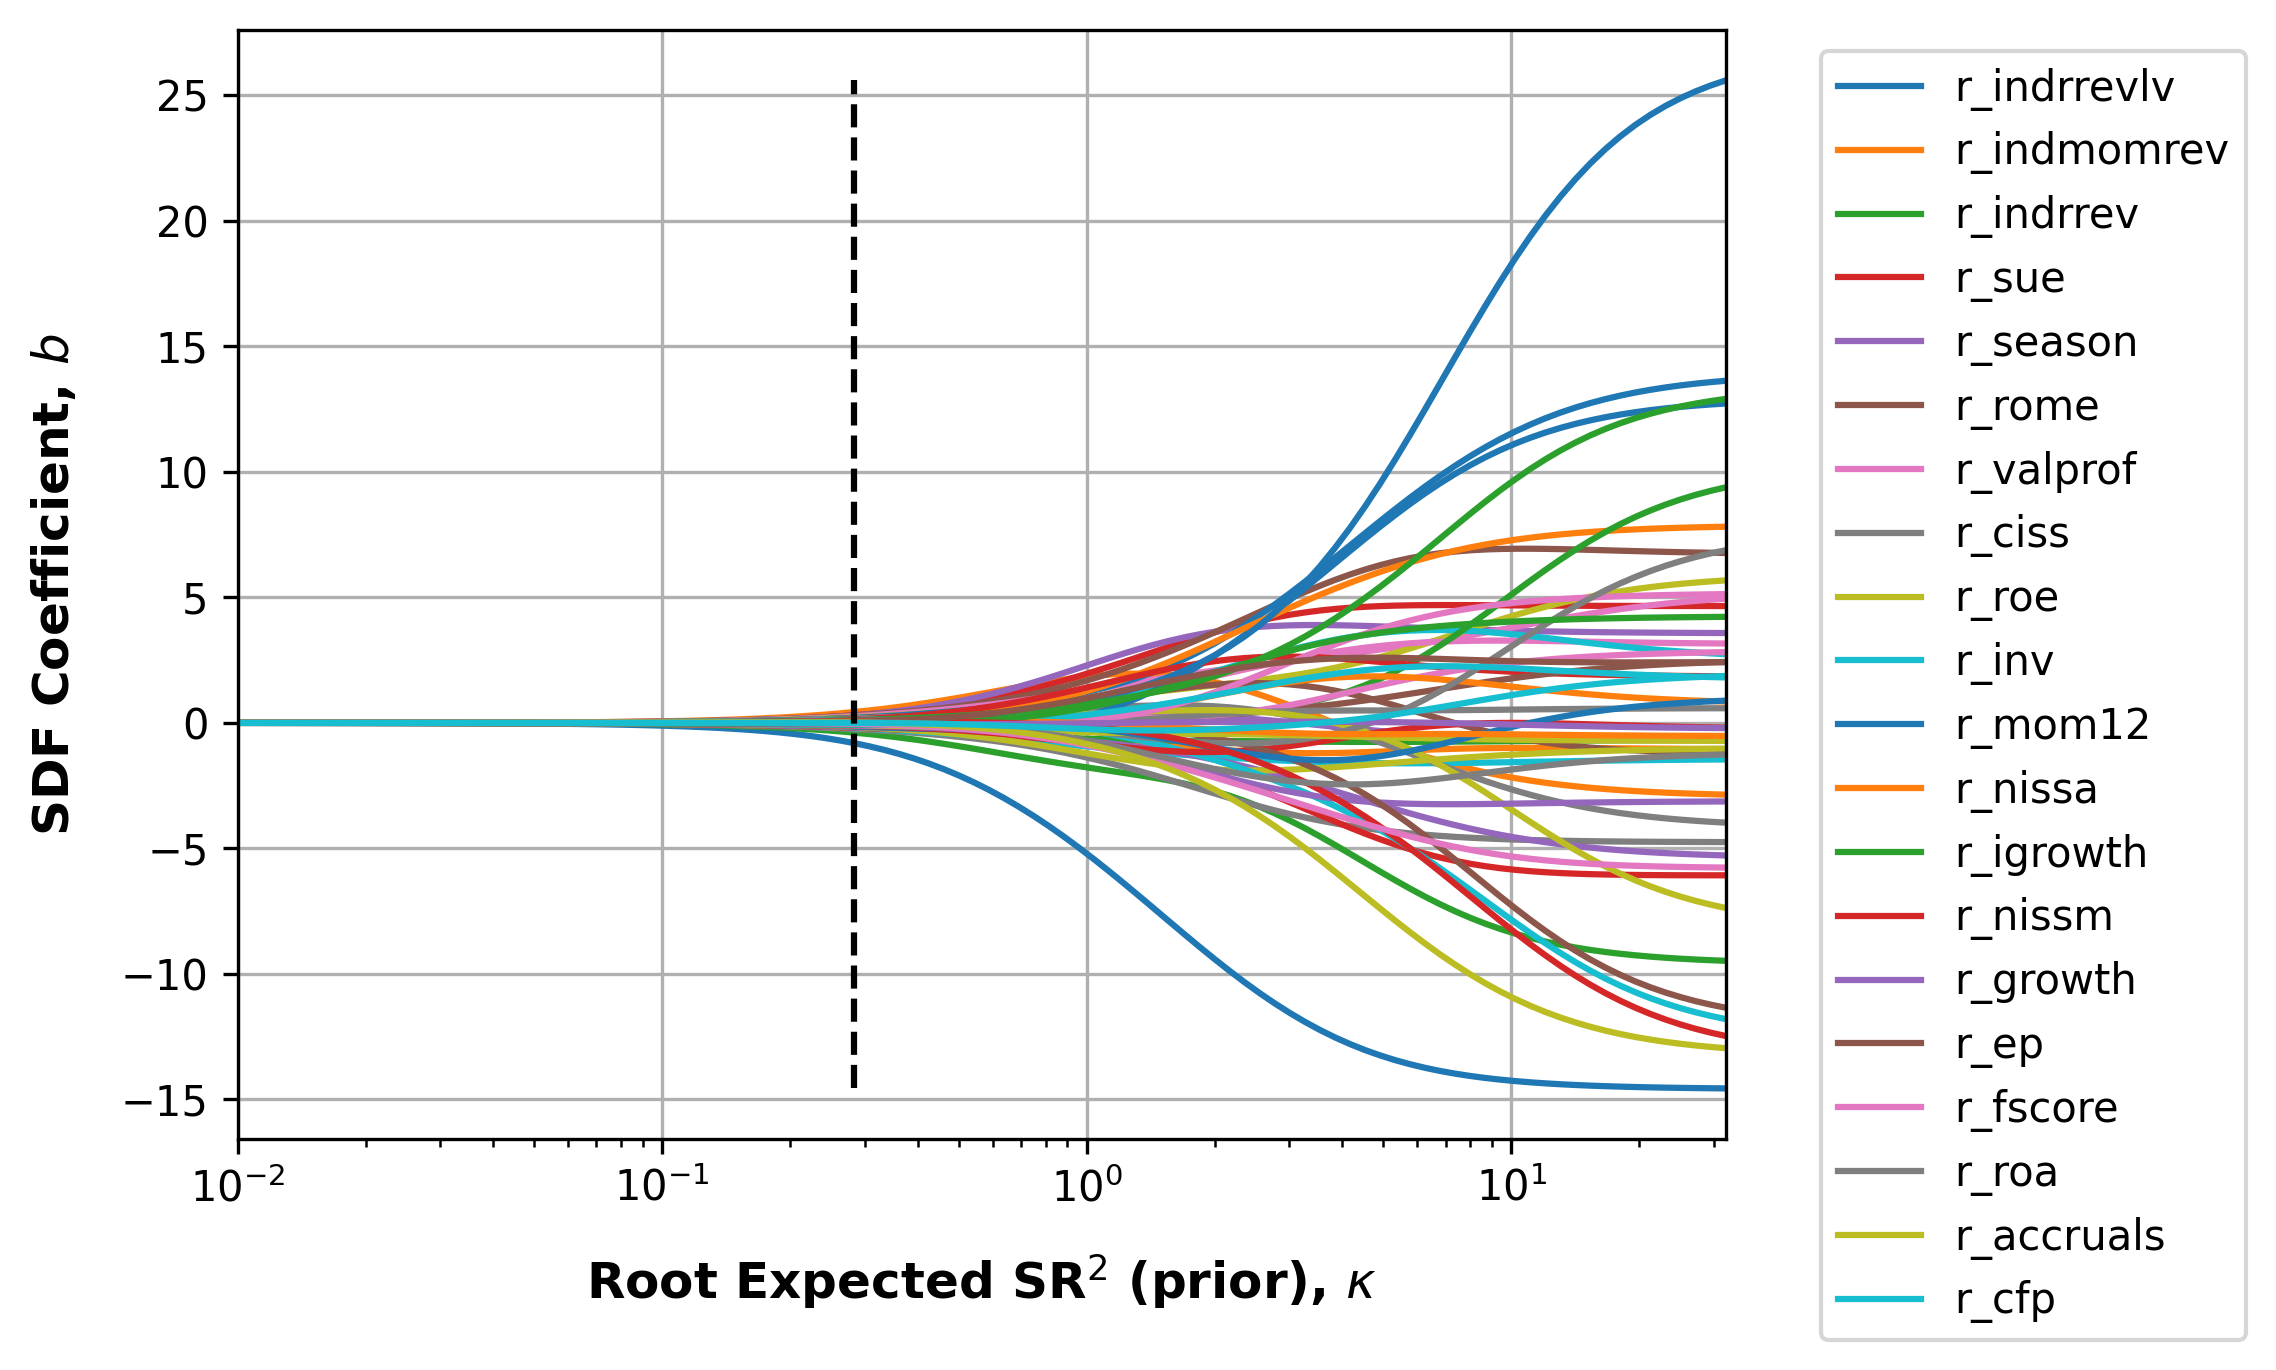 25
20
15
10
5
0
−5
−10
−15
SDF Coefficient, b
10⁻²
10⁻¹
10⁰
10¹
Root Expected SR² (prior), κ
r_indrrevlv
r_indmomrev
r_indrrev
r_sue
r_season
r_rome
r_valprof
r_ciss
r_roe
r_inv
r_mom12
r_nissa
r_igrowth
r_nissm
r_growth
r_ep
r_fscore
r_roa
r_accruals
r_cfp